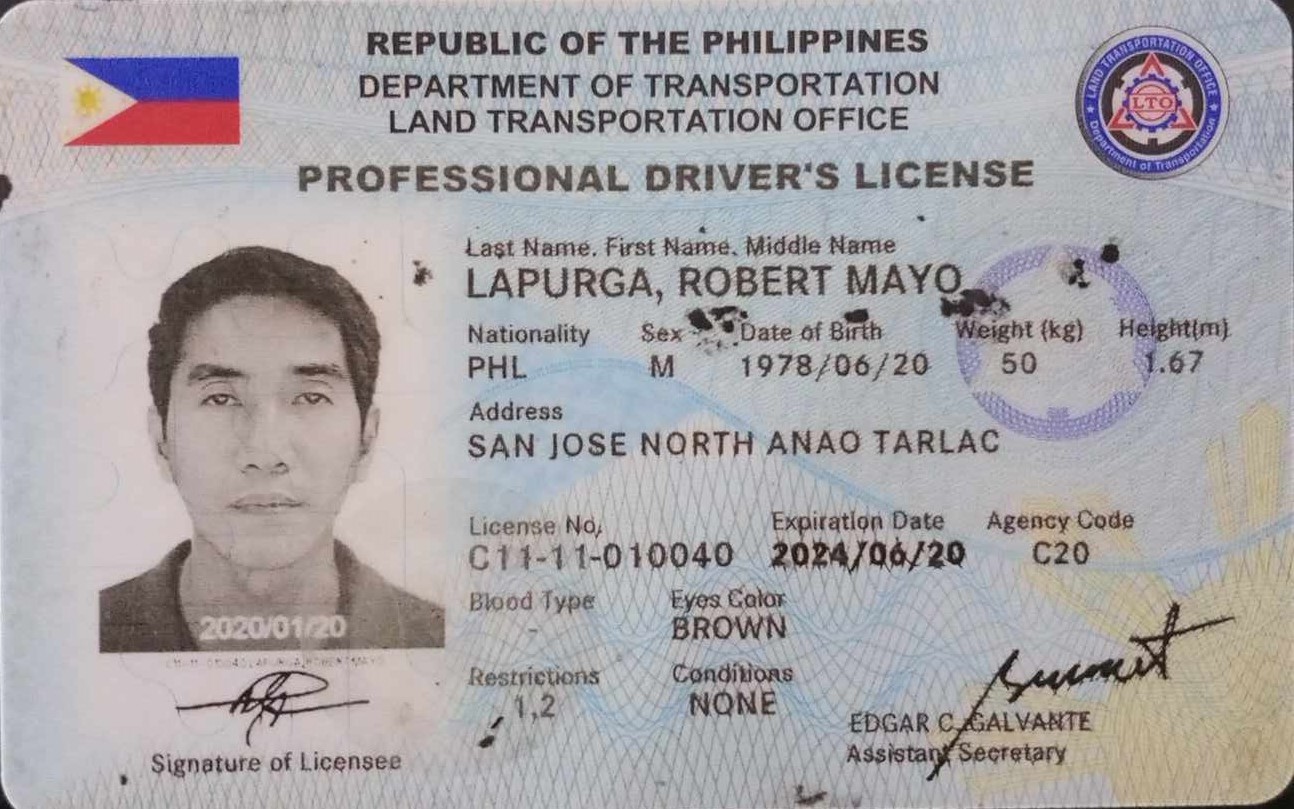 REPUBLIC OF THE PHILIPPINES
DEPARTMENT OF TRANSPORTATION
LAND TRANSPORTATION OFFICE
LAND TRANSPORTATION OFFICE
LTO
Department of Transportation
PROFESSIONAL DRIVER'S LICENSE
Last Name, First Name, Middle Name
LAPURGA, ROBERT MAYO
Nationality Sex Date of Birth Weight (kg) Height(m)
PHL M 1978/06/20 50 1.67
Address
SAN JOSE NORTH ANAO TARLAC
License No. Expiration Date Agency Code
C11-11-010040 2024/06/20 C20
Blood Type Eyes Color
- BROWN
2020/01/20
Restrictions Conditions
1,2 NONE
EDGAR C. GALVANTE
Assistant Secretary
Signature of Licensee